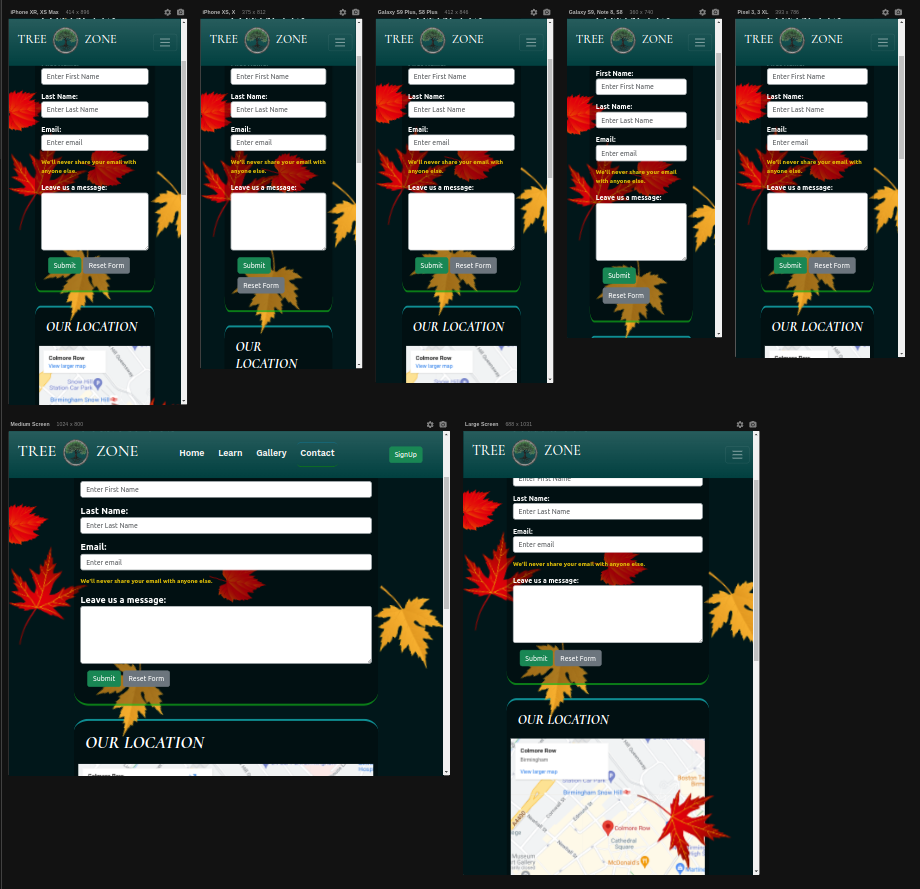 iPhone XR, XS Max 414 x 896
TREE ZONE
Enter First Name
Last Name:
Enter Last Name
Email:
Enter email
We'll never share your email with
anyone else.
Leave us a message:
Submit Reset Form
OUR LOCATION
Colmore Row
View larger map
Snow Hill
Station Car Park
Birmingham Snow Hill
iPhone XS, X 375 x 812
TREE ZONE
Enter First Name
Last Name:
Enter Last Name
Email:
Enter email
We'll never share your email with
anyone else.
Leave us a message:
Submit
Reset Form
OUR
LOCATION
Galaxy S9 Plus, S8 Plus 412 x 846
TREE ZONE
Enter First Name
Last Name:
Enter Last Name
Email:
Enter email
We'll never share your email with
anyone else.
Leave us a message:
Submit Reset Form
OUR LOCATION
Colmore Row
View larger map
Galaxy S9, Note 8, S8 360 x 740
TREE ZONE
First Name:
Enter First Name
Last Name:
Enter Last Name
Email:
Enter email
We'll never share your email
with anyone else.
Leave us a message:
Submit
Reset Form
Pixel 3, 3 XL 393 x 786
TREE ZONE
Enter First Name
Last Name:
Enter Last Name
Email:
Enter email
We'll never share your email with
anyone else.
Leave us a message:
Submit Reset Form
OUR LOCATION
Colmore Row
Medium Screen 1024 x 800
TREE ZONE Home Learn Gallery Contact SignUp
Enter First Name
Last Name:
Enter Last Name
Email:
Enter email
We'll never share your email with anyone else.
Leave us a message:
Submit Reset Form
OUR LOCATION
Colmore Row
Large Screen 688 x 1031
TREE ZONE
Enter First Name
Last Name:
Enter Last Name
Email:
Enter email
We'll never share your email with anyone else.
Leave us a message:
Submit Reset Form
OUR LOCATION
Colmore Row
Birmingham
View larger map
Station Car Park
Birmingham Snow Hill
A4400
Cornwall St
Newhall St
Colmore Row
Cathedral
Square
Museum
Art Gallery
McDonald's